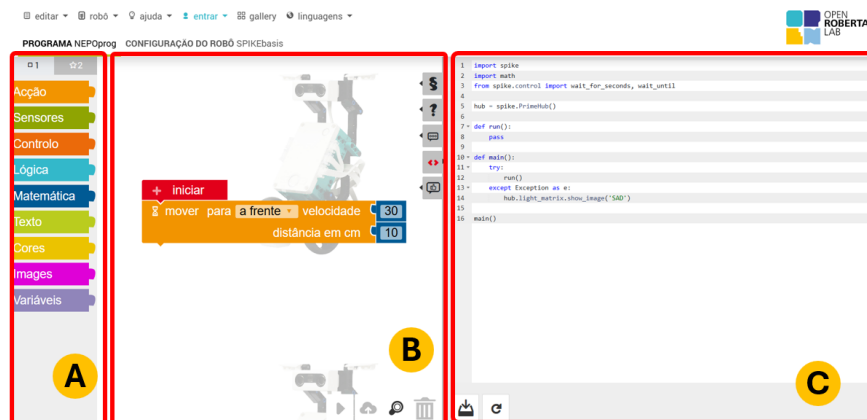 editar robô ajuda entrar gallery linguagens
OPEN
ROBERTA
LAB
PROGRAMA NEPOprog CONFIGURAÇÃO DO ROBÔ SPIKEbasis
1 2
Acção
Sensores
Controlo
Lógica
Matemática
Texto
Cores
Images
Variáveis
A
§
?
+ iniciar
mover para a frente velocidade 30
distância em cm 10
B
1 import spike
2 import math
3 from spike.control import wait_for_seconds, wait_until
4
5 hub = spike.PrimeHub()
6
7 def run():
8 pass
9
10 def main():
11 try:
12 run()
13 except Exception as e:
14 hub.light_matrix.show_image('SAD')
15
16 main()
C